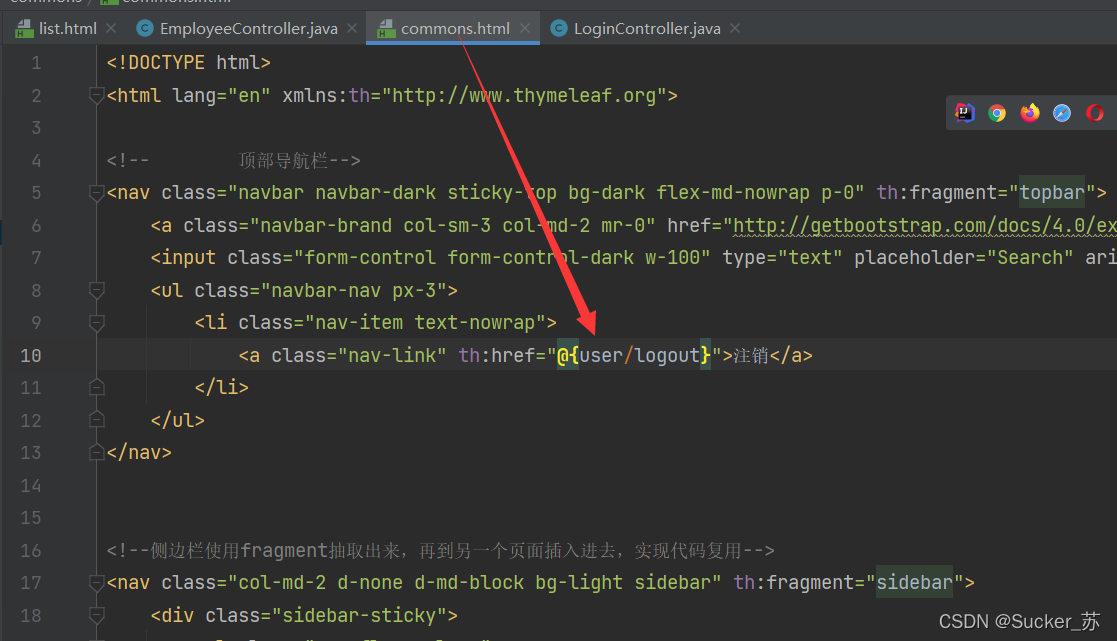 commons / commons.html
list.html × EmployeeController.java × commons.html × LoginController.java ×
1 <!DOCTYPE html>
2 <html lang="en" xmlns:th="http://www.thymeleaf.org">
3
4 <!-- 顶部导航栏-->
5 <nav class="navbar navbar-dark sticky-top bg-dark flex-md-nowrap p-0" th:fragment="topbar">
6 <a class="navbar-brand col-sm-3 col-md-2 mr-0" href="http://getbootstrap.com/docs/4.0/ex
7 <input class="form-control form-control-dark w-100" type="text" placeholder="Search" ari
8 <ul class="navbar-nav px-3">
9 <li class="nav-item text-nowrap">
10 <a class="nav-link" th:href="@{user/logout}">注销</a>
11 </li>
12 </ul>
13 </nav>
14
15
16 <!--侧边栏使用fragment抽取出来，再到另一个页面插入进去，实现代码复用-->
17 <nav class="col-md-2 d-none d-md-block bg-light sidebar" th:fragment="sidebar">
18 <div class="sidebar-sticky">
CSDN @Sucker_苏